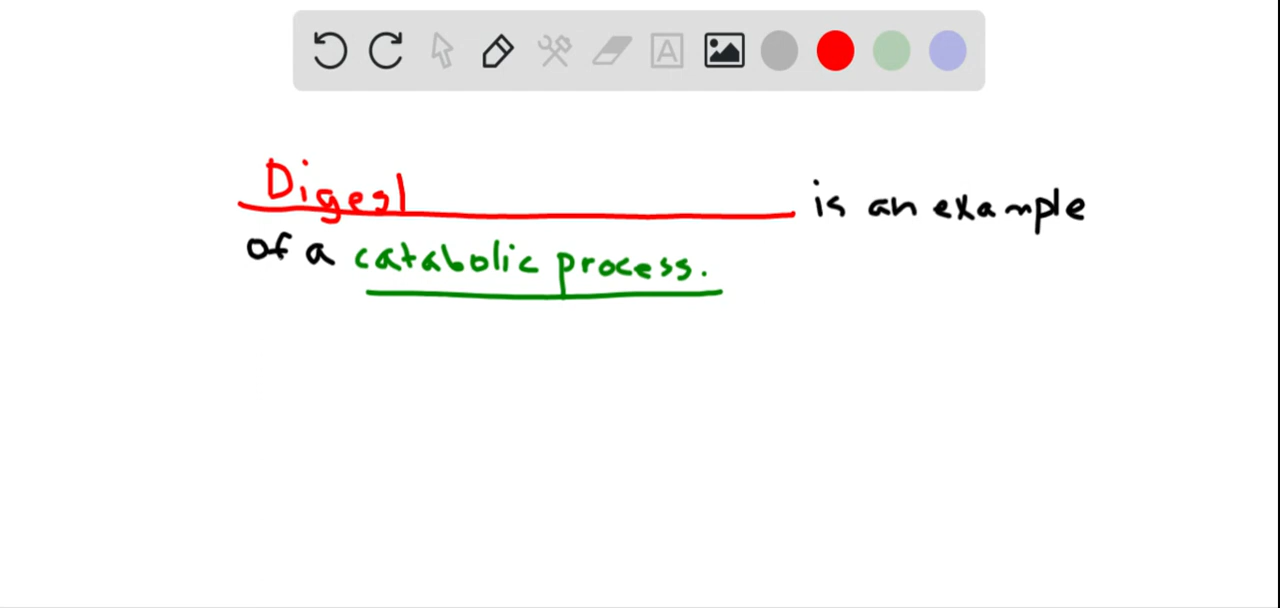 Digest is an example
of a catabolic process.